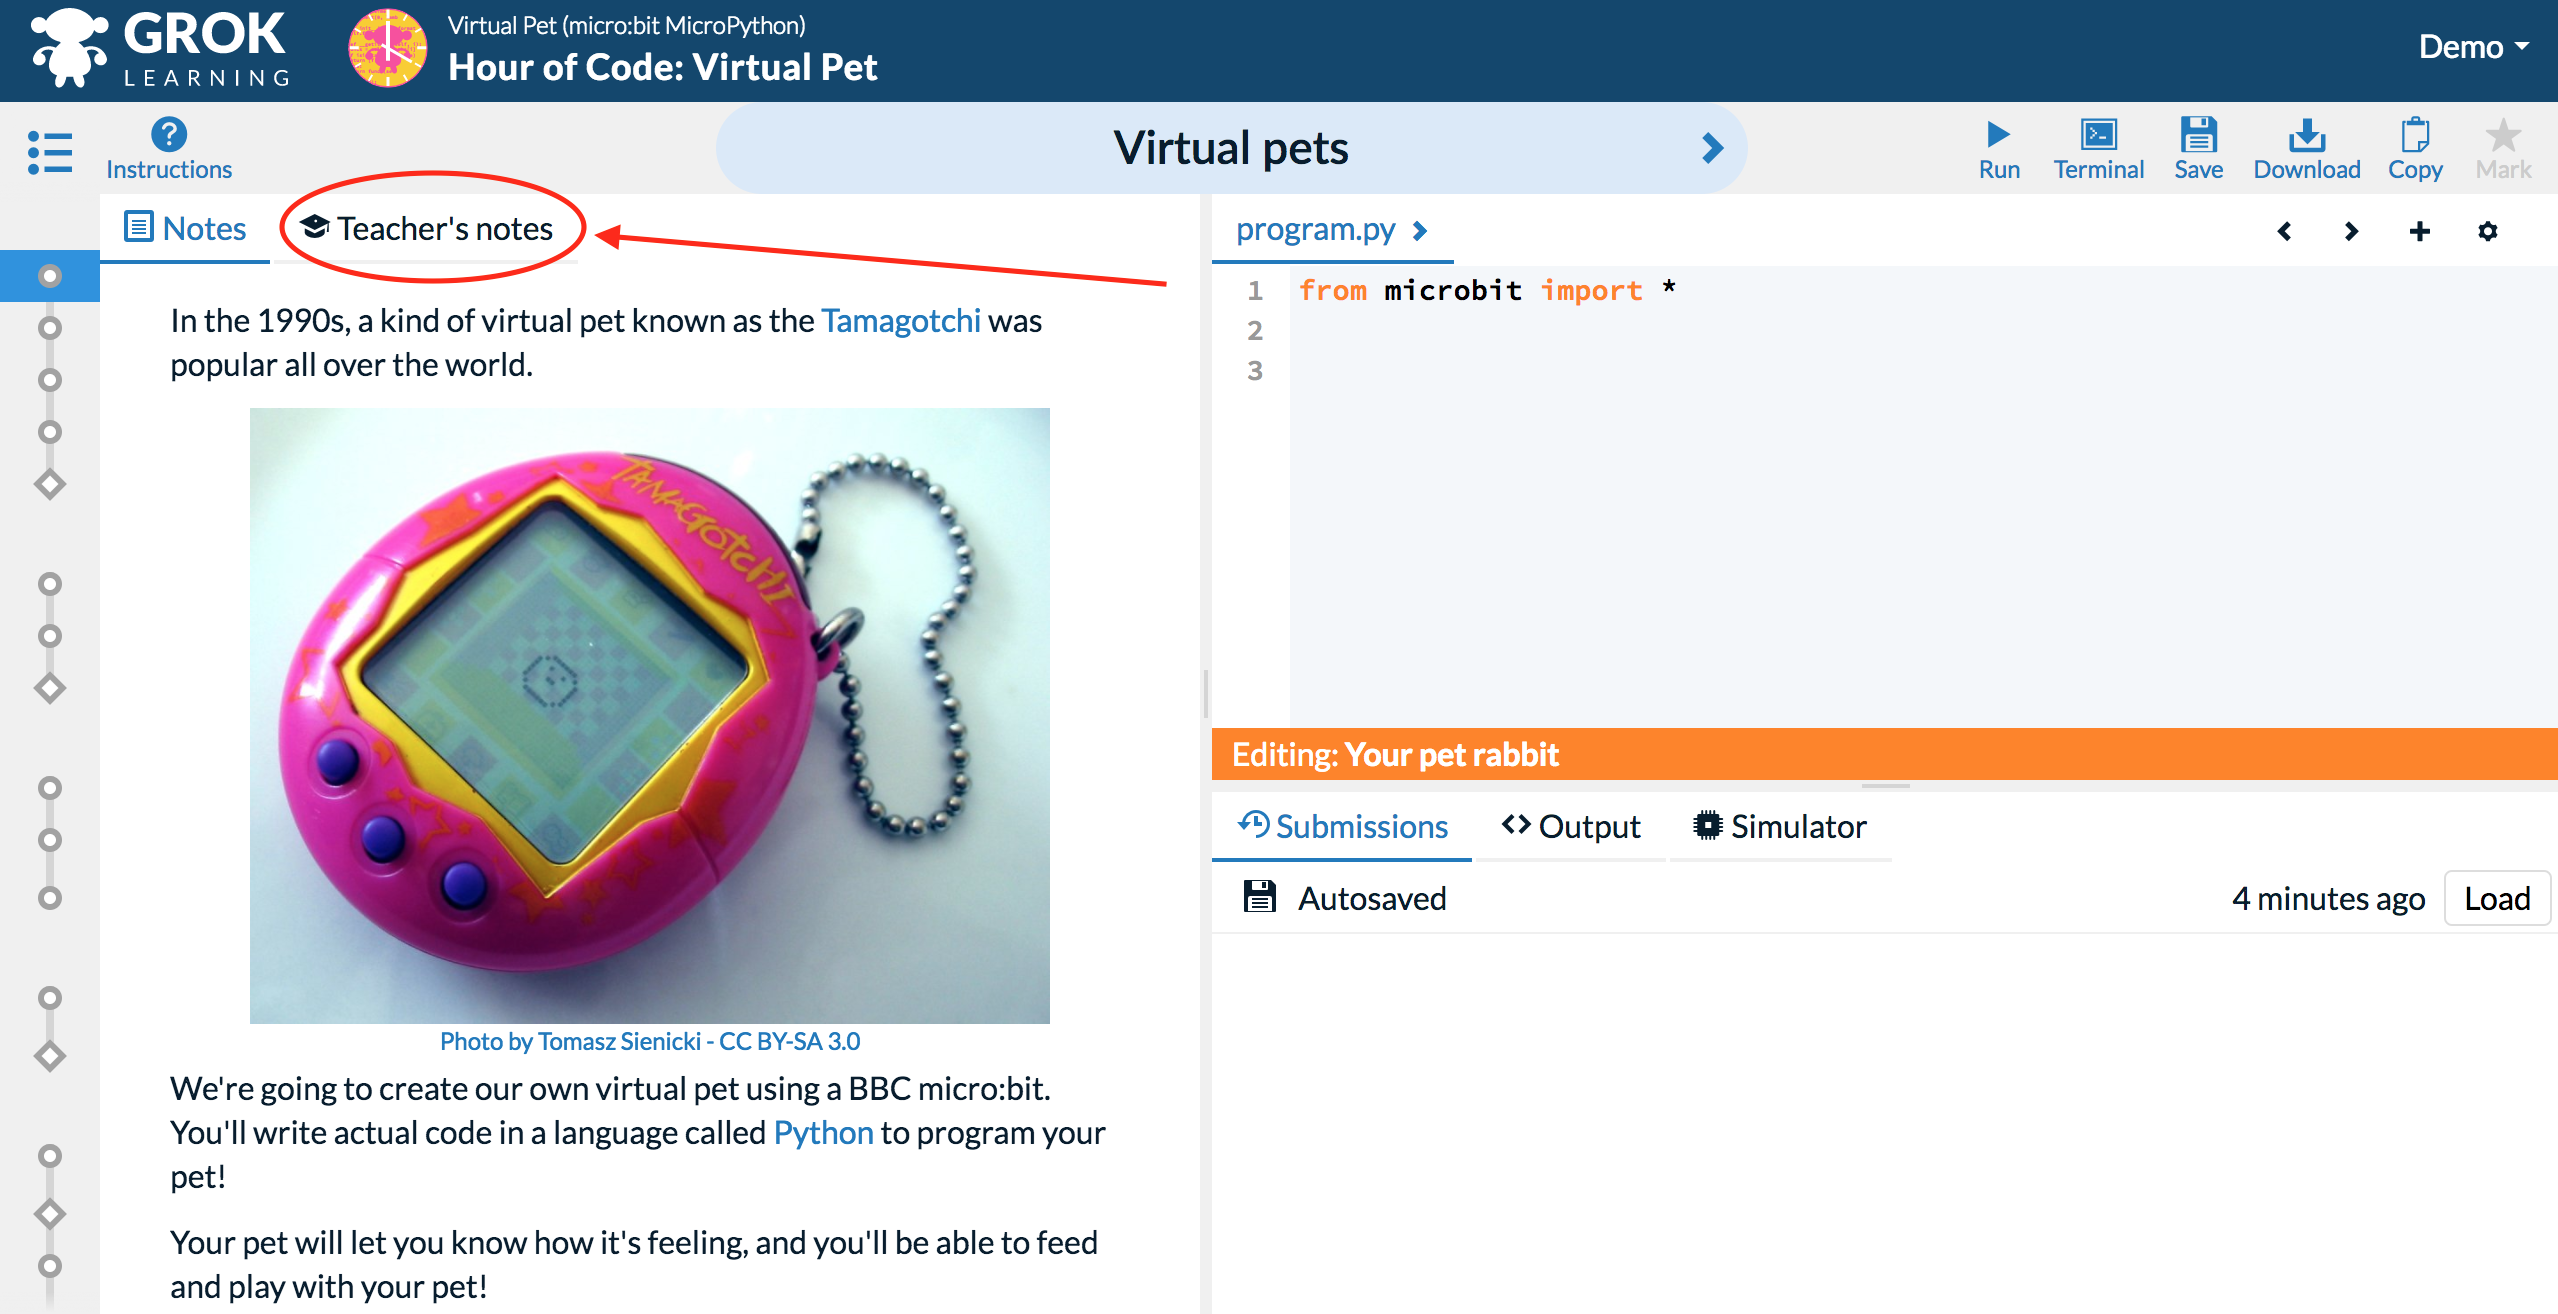 GROK
LEARNING
Virtual Pet (micro:bit MicroPython)
Hour of Code: Virtual Pet
Demo
Instructions
Virtual pets
Run
Terminal
Save
Download
Copy
Mark
Notes
Teacher's notes
In the 1990s, a kind of virtual pet known as the Tamagotchi was
popular all over the world.
TAMAGOTCHI
Photo by Tomasz Sienicki - CC BY-SA 3.0
We're going to create our own virtual pet using a BBC micro:bit.
You'll write actual code in a language called Python to program your
pet!
Your pet will let you know how it's feeling, and you'll be able to feed
and play with your pet!
program.py
1 from microbit import *
2
3
Editing: Your pet rabbit
Submissions
Output
Simulator
Autosaved
4 minutes ago
Load